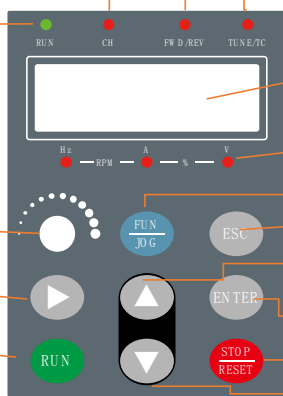 RUN CH FWD/REV TUNE/TC
Hz A V
RPM %
FUN
JOG
ESC
ENTER
RUN
STOP
RESET